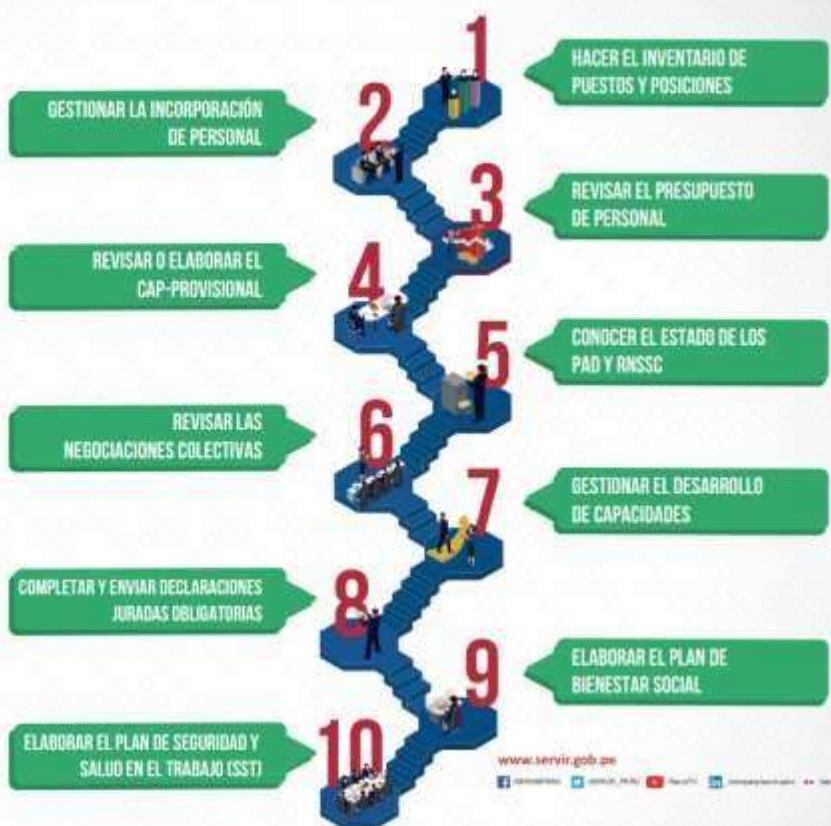 1
HACER EL INVENTARIO DE
PUESTOS Y POSICIONES
2
GESTIONAR LA INCORPORACIÓN
DE PERSONAL
3
REVISAR EL PRESUPUESTO
DE PERSONAL
4
REVISAR O ELABORAR EL
CAP-PROVISIONAL
5
CONOCER EL ESTADO DE LOS
PAD Y RNSSC
6
REVISAR LAS
NEGOCIACIONES COLECTIVAS
7
GESTIONAR EL DESARROLLO
DE CAPACIDADES
8
COMPLETAR Y ENVIAR DECLARACIONES
JURADAS OBLIGATORIAS
9
ELABORAR EL PLAN DE
BIENESTAR SOCIAL
10
ELABORAR EL PLAN DE SEGURIDAD Y
SALUD EN EL TRABAJO (SST)
www.servir.gob.pe